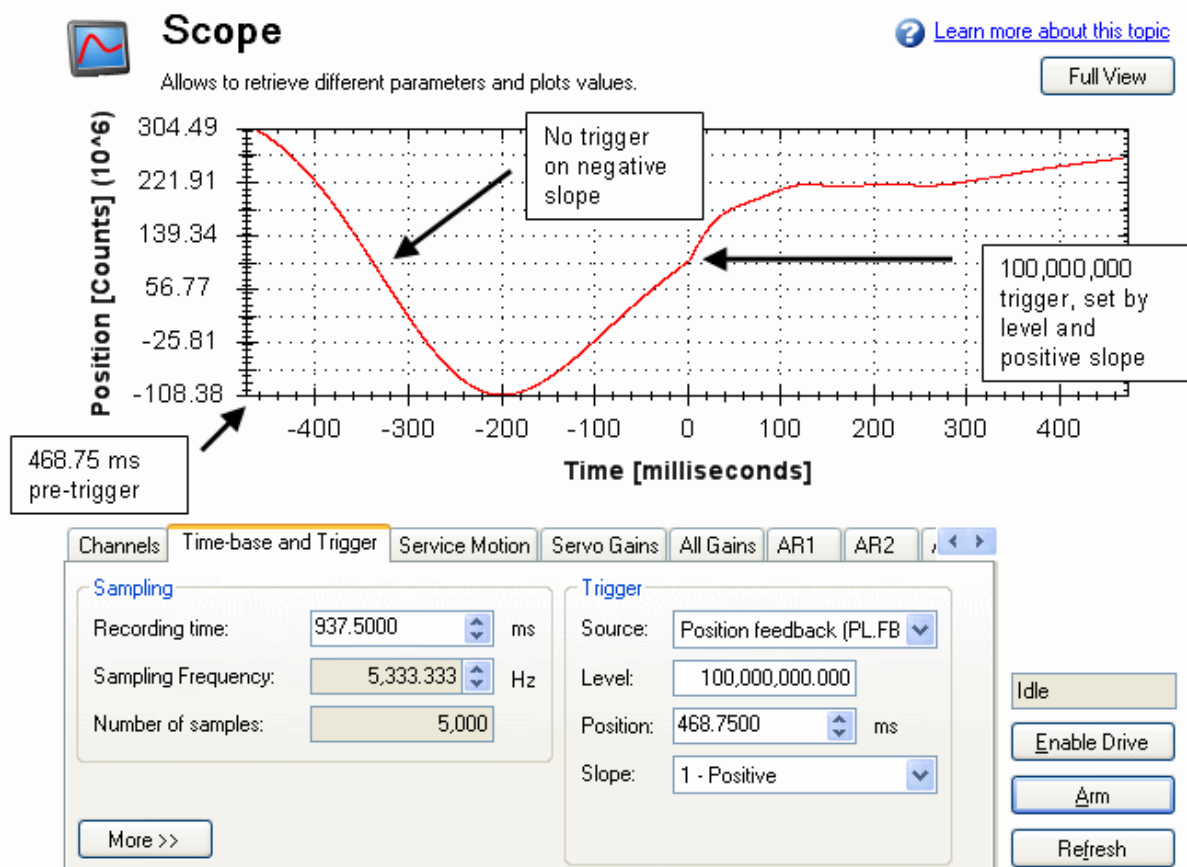 Scope
Learn more about this topic
Allows to retrieve different parameters and plots values.
Full View
Position [Counts] (10^6)
304.49
221.91
139.34
56.77
-25.81
-108.38
No trigger
on negative
slope
100,000,000
trigger, set by
level and
positive slope
468.75 ms
pre-trigger
-400
-300
-200
-100
0
100
200
300
400
Time [milliseconds]
Channels
Time-base and Trigger
Service Motion
Servo Gains
All Gains
AR1
AR2
Sampling
Recording time:
937.5000
ms
Sampling Frequency:
5,333.333
Hz
Number of samples:
5,000
More >>
Trigger
Source:
Position feedback (PL.FB
Level:
100,000,000.000
Position:
468.7500
ms
Slope:
1 - Positive
Idle
Enable Drive
Arm
Refresh